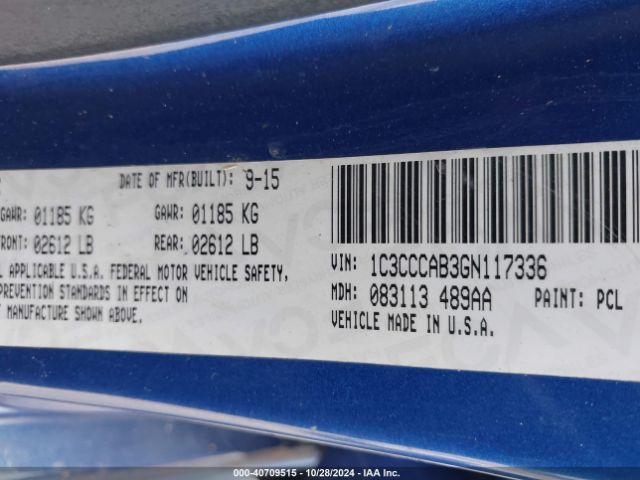 DATE OF MFR(BUILT): 9-15
GAWR: 01185 KG GAWR: 01185 KG
FRONT: 02612 LB REAR: 02612 LB
APPLICABLE U.S.A. FEDERAL MOTOR VEHICLE SAFETY,
PREVENTION STANDARDS IN EFFECT ON
MANUFACTURE SHOWN ABOVE.
VIN: 1C3CCCAB3GN117336
MDH: 083113 489AA PAINT: PCL
VEHICLE MADE IN U.S.A.
000-40709515 - 10/28/2024 - IAA Inc.